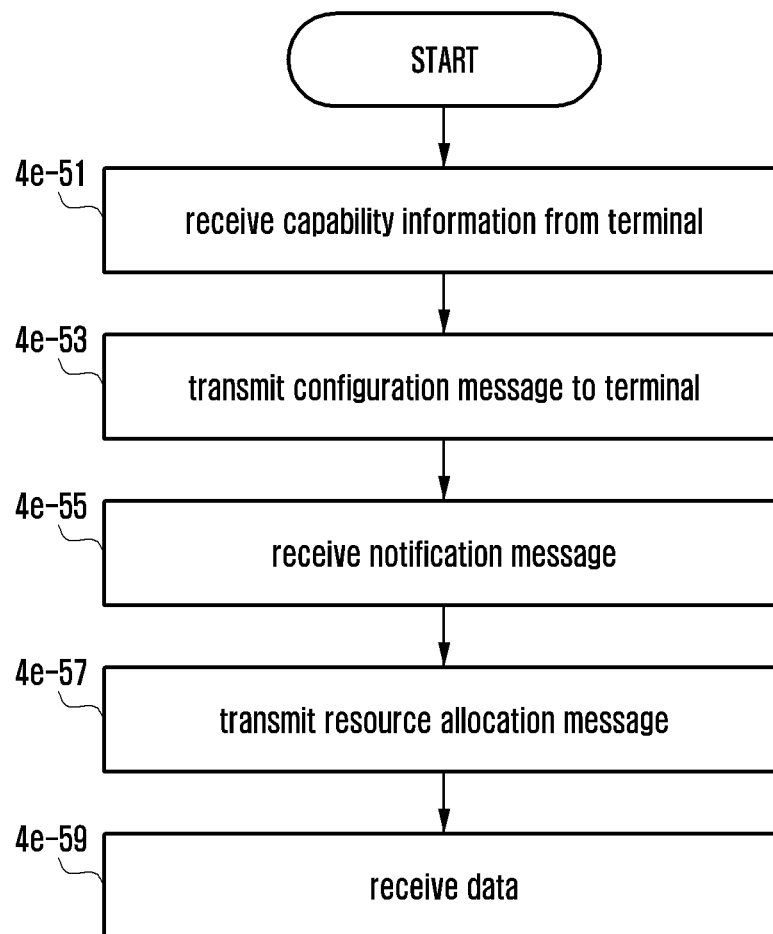 START
4e-51
receive capability information from terminal
4e-53
transmit configuration message to terminal
4e-55
receive notification message
4e-57
transmit resource allocation message
4e-59
receive data